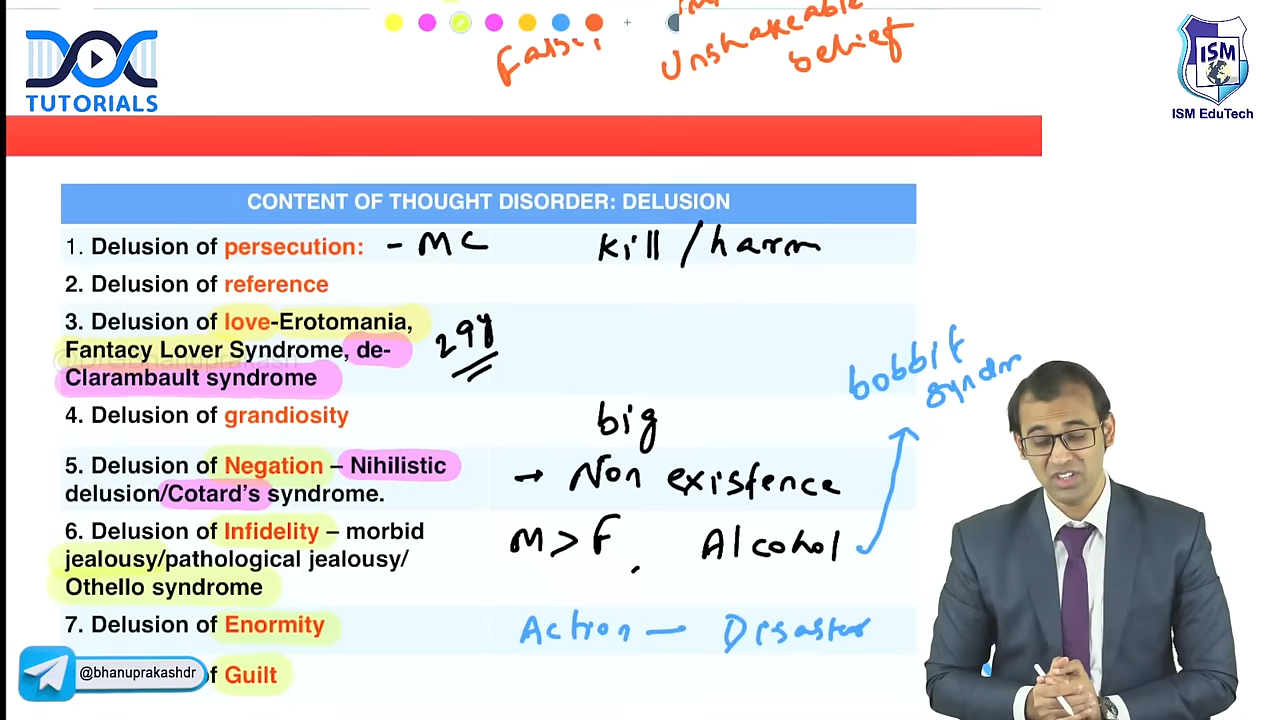 False,
Unshakeable
belief
DOC
TUTORIALS
ISM
ISM EduTech
CONTENT OF THOUGHT DISORDER: DELUSION
1. Delusion of persecution: - MC kill / harm
2. Delusion of reference
3. Delusion of love-Erotomania,
Fantacy Lover Syndrome, de-
Clarambault syndrome
4. Delusion of grandiosity big
5. Delusion of Negation – Nihilistic
delusion/Cotard's syndrome. → Non existence
6. Delusion of Infidelity – morbid
jealousy/pathological jealousy/
Othello syndrome
M > F Alcohol
bobbit
syndm
7. Delusion of Enormity Action — Disaster
of Guilt
@bhanuprakashdr